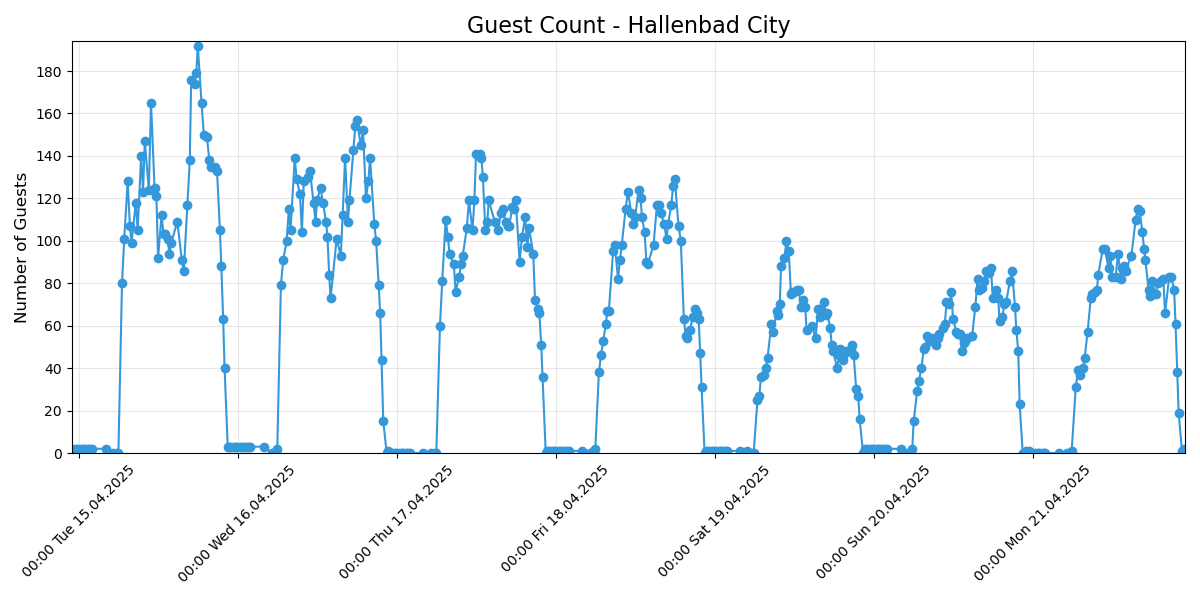 Guest Count - Hallenbad City
Number of Guests
180
160
140
120
100
80
60
40
20
0
00:00 Tue 15.04.2025
00:00 Wed 16.04.2025
00:00 Thu 17.04.2025
00:00 Fri 18.04.2025
00:00 Sat 19.04.2025
00:00 Sun 20.04.2025
00:00 Mon 21.04.2025